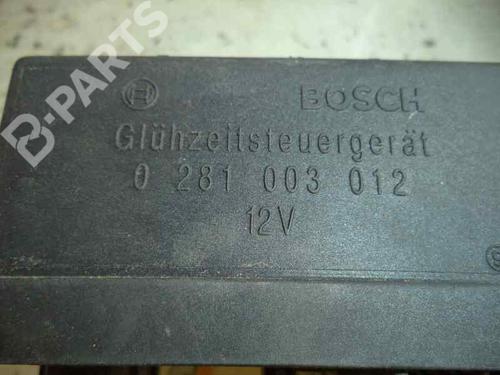 B-PARTS
BOSCH
Glühzeitsteuergerät
0 281 003 012
12V